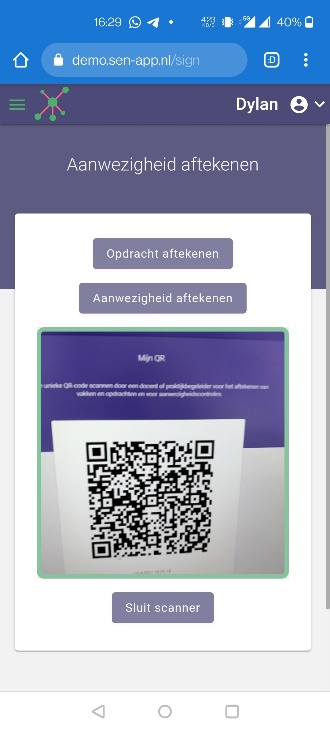 16:29
40%
demo.sen-app.nl/sign
:D
Dylan
Aanwezigheid aftekenen
Opdracht aftekenen
Aanwezigheid aftekenen
Mijn QR
unieke QR-code scannen door een docent of praktijkbegeleider voor het aftekenen van
vakken en opdrachten en voor aanwezigheidscontroles.
Sluit scanner